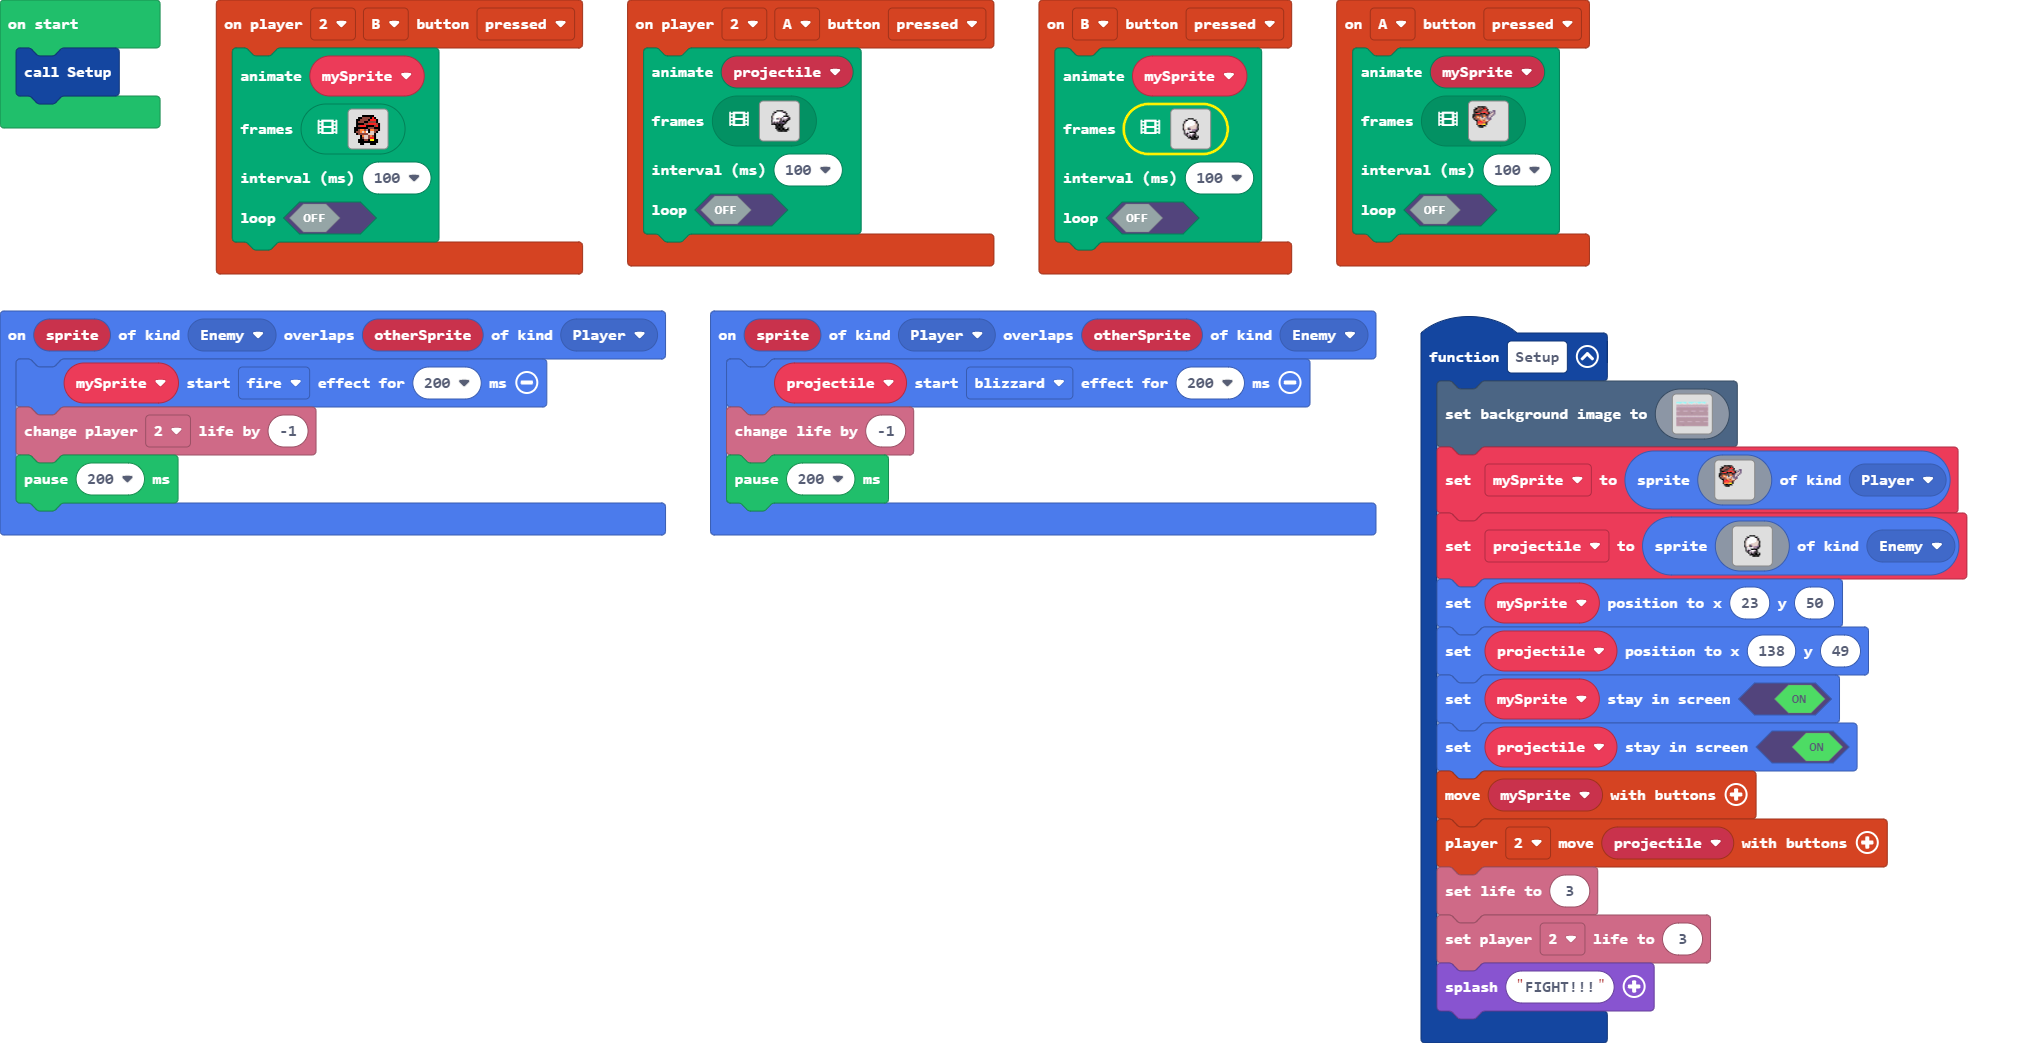 on start
call Setup
on player 2 B button pressed
animate mySprite
frames
interval (ms) 100
loop OFF
on player 2 A button pressed
animate projectile
frames
interval (ms) 100
loop OFF
on B button pressed
animate mySprite
frames
interval (ms) 100
loop OFF
on A button pressed
animate mySprite
frames
interval (ms) 100
loop OFF
on sprite of kind Enemy overlaps otherSprite of kind Player
mySprite start fire effect for 200 ms
change player 2 life by -1
pause 200 ms
on sprite of kind Player overlaps otherSprite of kind Enemy
projectile start blizzard effect for 200 ms
change life by -1
pause 200 ms
function Setup
set background image to
set mySprite to sprite of kind Player
set projectile to sprite of kind Enemy
set mySprite position to x 23 y 50
set projectile position to x 138 y 49
set mySprite stay in screen ON
set projectile stay in screen ON
move mySprite with buttons
player 2 move projectile with buttons
set life to 3
set player 2 life to 3
splash "FIGHT!!!"